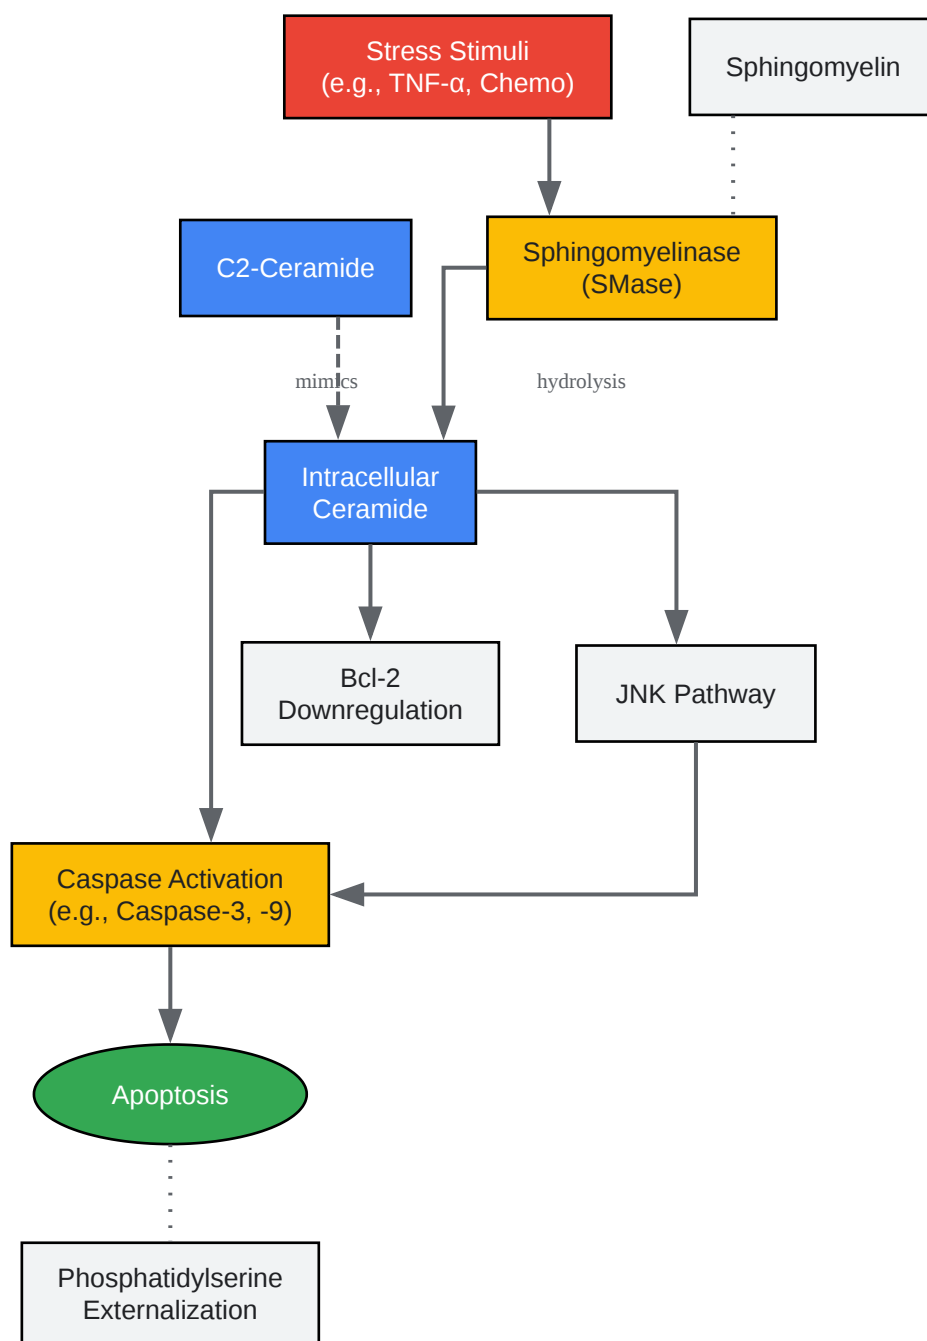 Stress Stimuli
(e.g., TNF-α, Chemo)
Sphingomyelin
C2-Ceramide
Sphingomyelinase
(SMase)
mimics
hydrolysis
Intracellular
Ceramide
Bcl-2
Downregulation
JNK Pathway
Caspase Activation
(e.g., Caspase-3, -9)
Apoptosis
Phosphatidylserine
Externalization